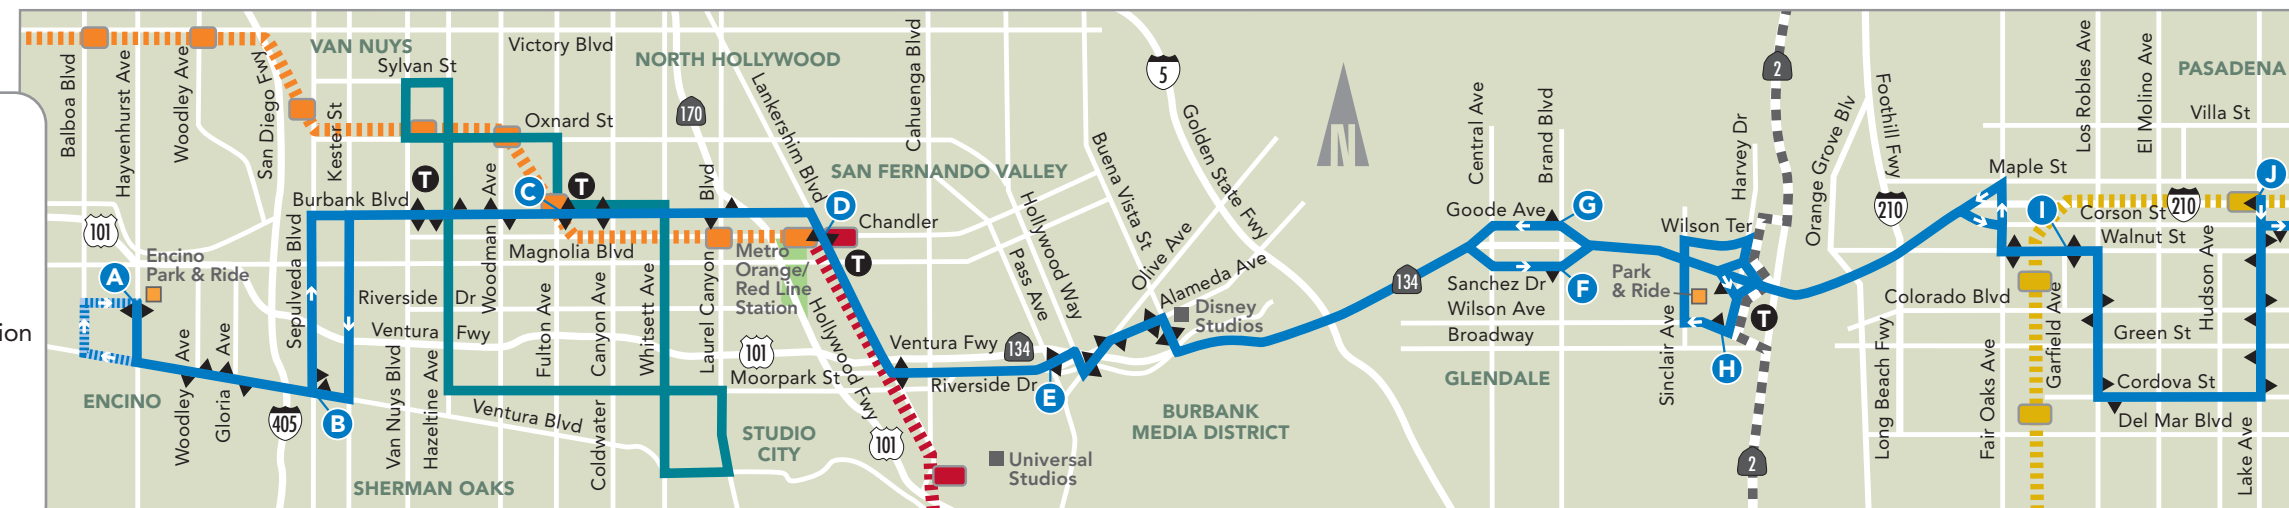 Balboa Blvd
Hayvenhurst Ave
Woodley Ave
San Diego Fwy
VAN NUYS
Sylvan St
Victory Blvd
Kester St
Oxnard St
NORTH HOLLYWOOD
170
Lankershim Blvd
Cahuenga Blvd
SAN FERNANDO VALLEY
5
Golden State Fwy
Buena Vista St
Hollywood Way
Pass Ave
Olive Ave
Alameda Ave
N
Central Ave
Brand Blvd
Harvey Dr
2
Orange Grove Blv
Foothill Fwy
210
Los Robles Ave
El Molino Ave
PASADENA
Villa St
Maple St
J
I
Corson St
210
Walnut St
Hudson Ave
101
A
Encino
Park & Ride
Burbank Blvd
T
Woodman Ave
C
T
Laurel Canyon Blvd
D
Chandler
T
Magnolia Blvd
Metro
Orange/
Red Line
Station
Sepulveda Blvd
Riverside Dr
Ventura Fwy
Fulton Ave
Coldwater Canyon Ave
Whitsett Ave
Hollywood Fwy
101
Moorpark St
Ventura Fwy
134
Riverside Dr
E
Disney
Studios
134
Goode Ave
G
Sanchez Dr
F
Wilson Ave
Broadway
GLENDALE
Wilson Ter
Park
& Ride
Sinclair Ave
T
H
2
Colorado Blvd
Long Beach Fwy
Fair Oaks Ave
Garfield Ave
Green St
Cordova St
Del Mar Blvd
Lake Ave
ion
ENCINO
Woodley Ave
Gloria Ave
405
B
Van Nuys Blvd
Hazeltine Ave
Ventura Blvd
SHERMAN OAKS
STUDIO
CITY
101
Universal
Studios
BURBANK
MEDIA DISTRICT